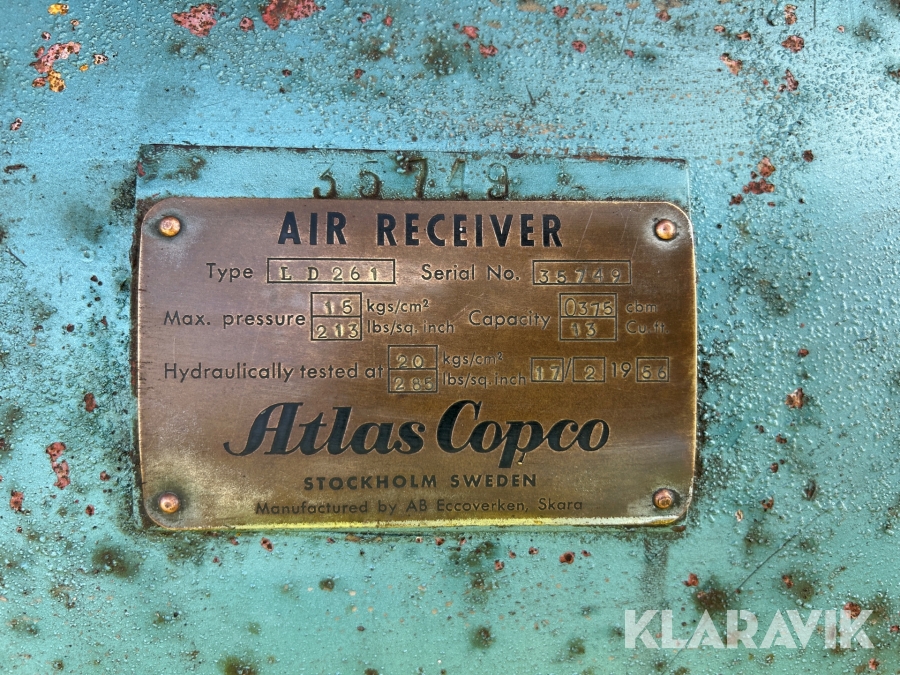 35749
AIR RECEIVER
Type LD261 Serial No. 35749
Max. pressure 15 kgs/cm² 213 lbs/sq.inch Capacity 0375 cbm 13 Cu.ft.
Hydraulically tested at 20 kgs/cm² 285 lbs/sq.inch 17/2 1956
Atlas Copco
STOCKHOLM SWEDEN
Manufactured by AB Eccoverken, Skara
KLARAVIK